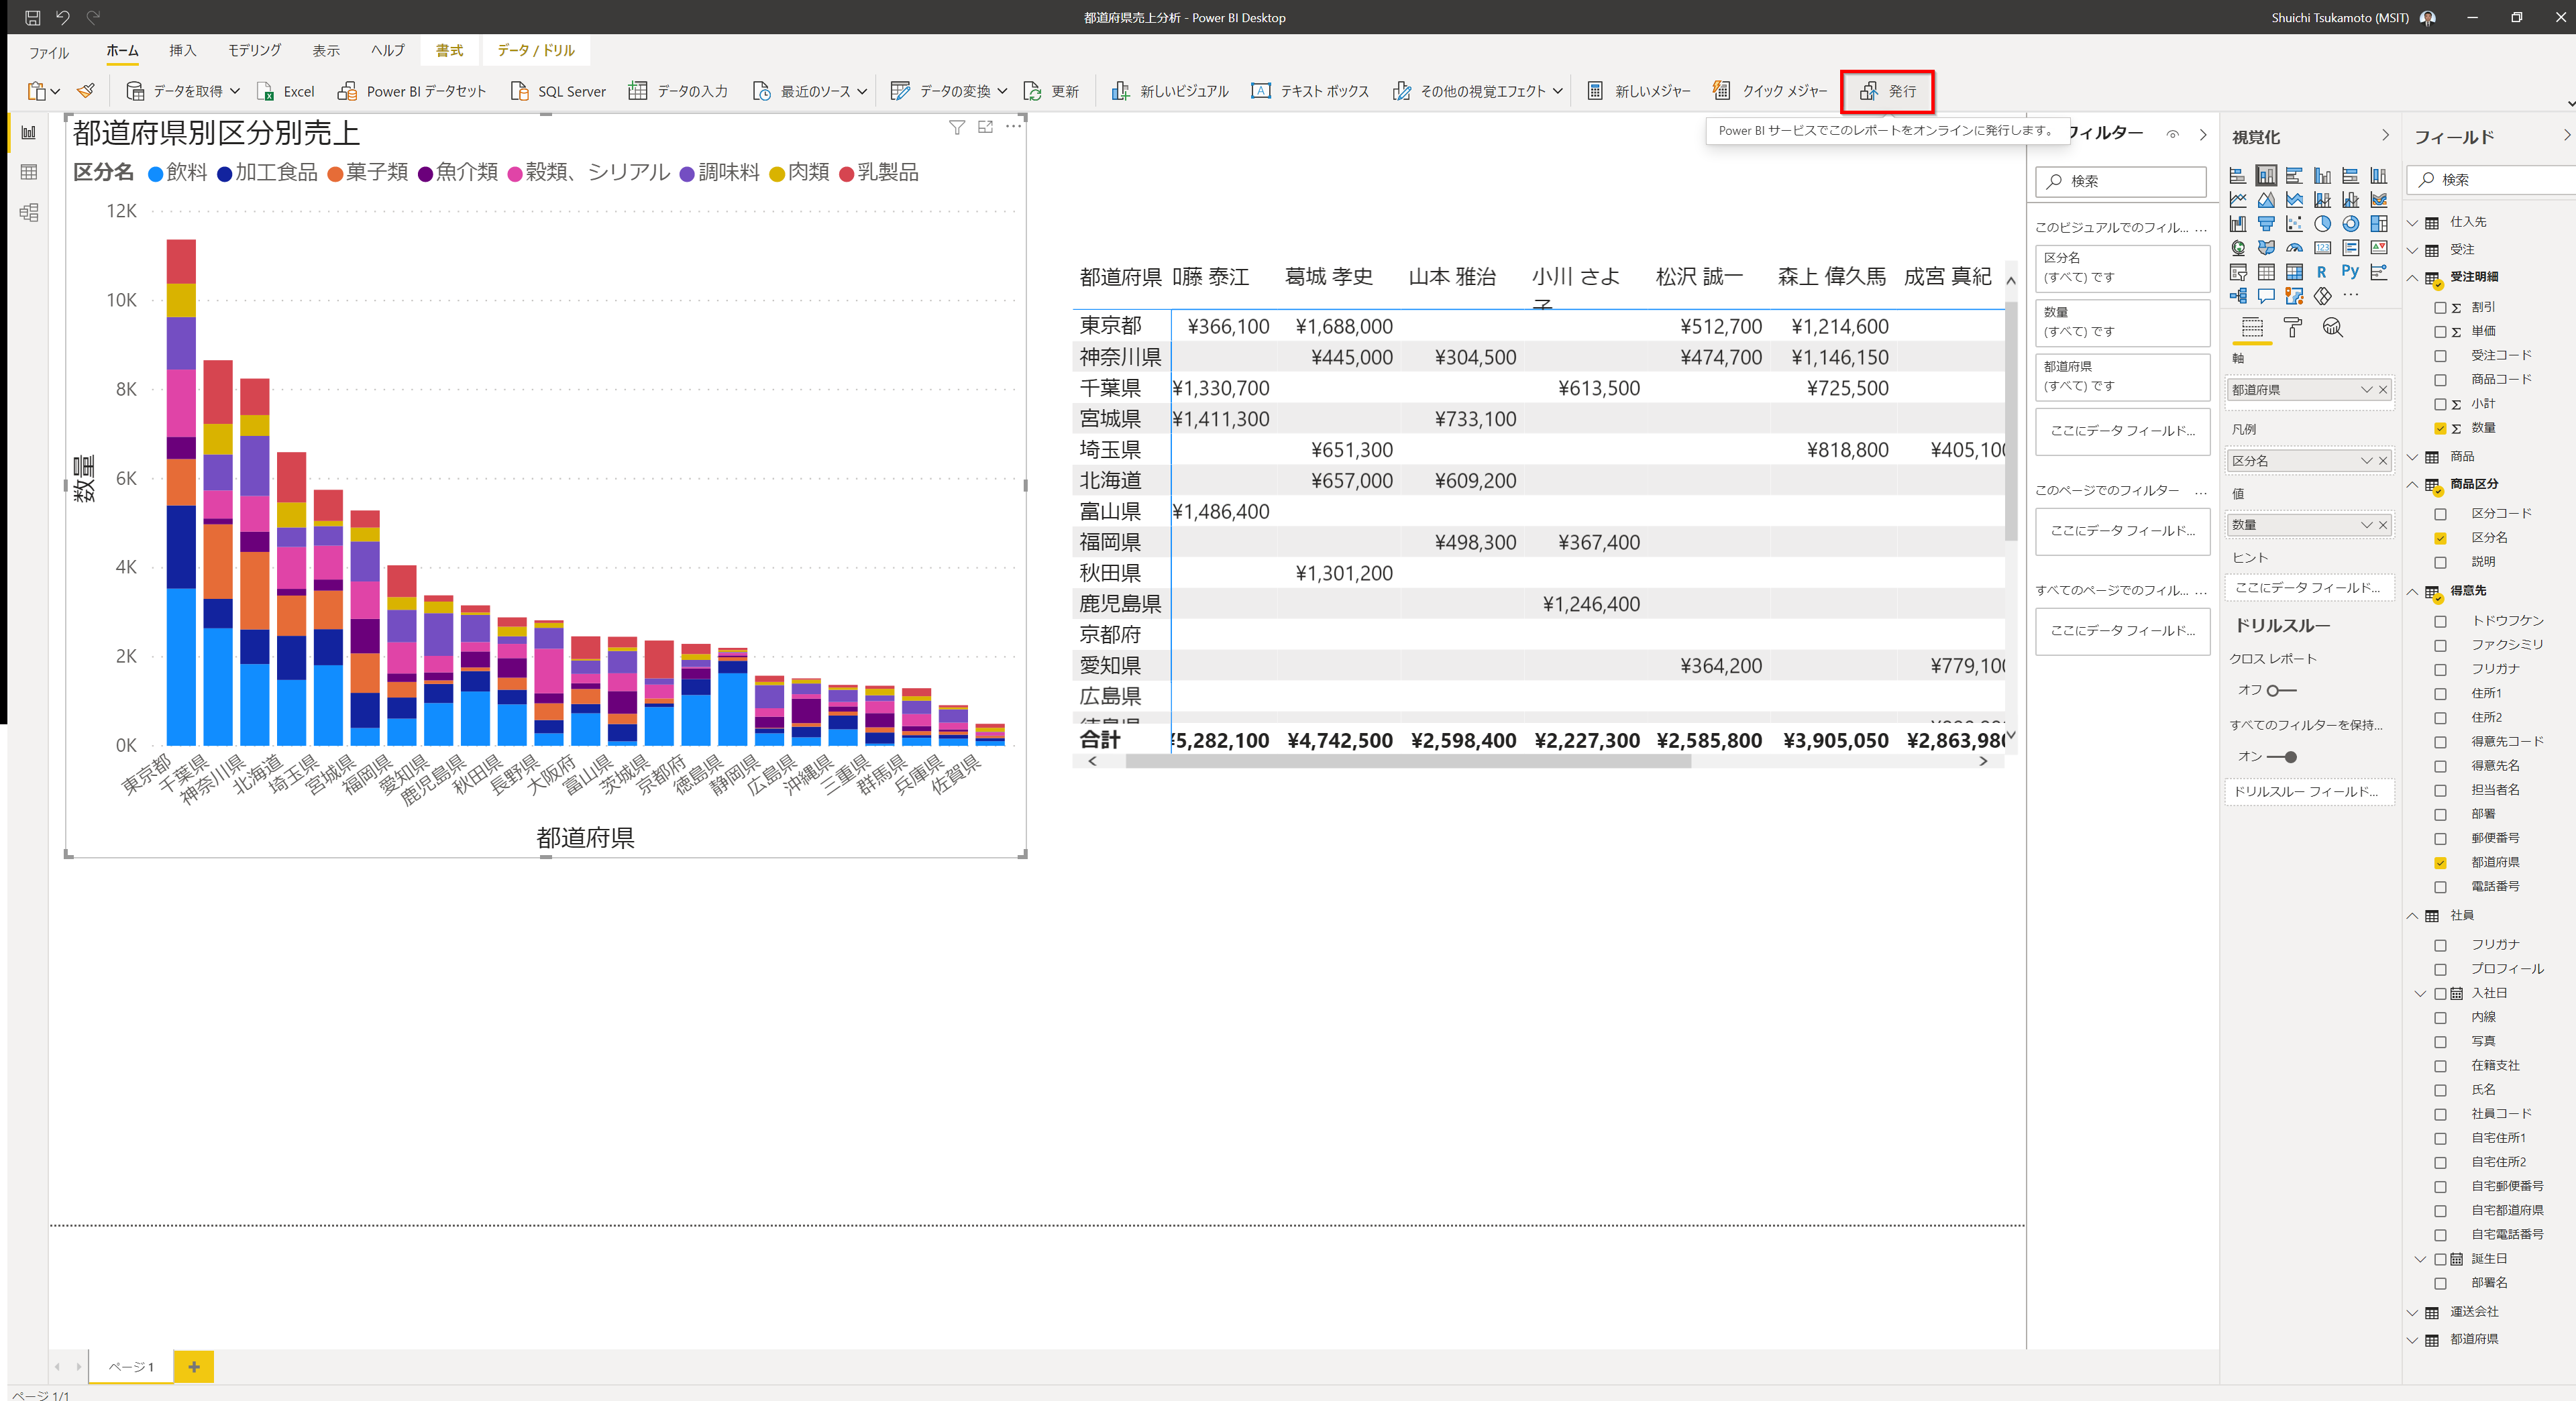 都道府県売上分析 - Power BI Desktop
Shuichi Tsukamoto (MSIT)
ファイル ホーム 挿入 モデリング 表示 ヘルプ 書式 データ / ドリル
データを取得 Excel Power BI データセット SQL Server データの入力 最近のソース データの変換 更新 新しいビジュアル テキスト ボックス その他の視覚エフェクト 新しいメジャー クイック メジャー 発行
Power BI サービスでこのレポートをオンラインに発行します。
都道府県別区分別売上
区分名 飲料 加工食品 菓子類 魚介類 穀類、シリアル 調味料 肉類 乳製品
12K
10K
8K
6K
4K
2K
0K
数量
東京都 千葉県 神奈川県 北海道 埼玉県 宮城県 福岡県 愛知県 鹿児島県 秋田県 長野県 大阪府 富山県 茨城県 京都府 徳島県 静岡県 広島県 沖縄県 三重県 群馬県 兵庫県 佐賀県
都道府県
都道府県 藤 泰江 葛城 孝史 山本 雅治 小川 さよ 松沢 誠一 森上 偉久馬 成宮 真紀
東京都 ¥366,100 ¥1,688,000 ¥512,700 ¥1,214,600
神奈川県 ¥445,000 ¥304,500 ¥474,700 ¥1,146,150
千葉県 ¥1,330,700 ¥613,500 ¥725,500
宮城県 ¥1,411,300 ¥733,100
埼玉県 ¥651,300 ¥818,800 ¥405,100
北海道 ¥657,000 ¥609,200
富山県 ¥1,486,400
福岡県 ¥498,300 ¥367,400
秋田県 ¥1,301,200
鹿児島県 ¥1,246,400
京都府
愛知県 ¥364,200 ¥779,100
広島県
合計 ¥5,282,100 ¥4,742,500 ¥2,598,400 ¥2,227,300 ¥2,585,800 ¥3,905,050 ¥2,863,980
フィルター
検索
このビジュアルでのフィル... ...
区分名
(すべて) です
数量
(すべて) です
都道府県
(すべて) です
ここにデータ フィールド...
このページでのフィルター ...
ここにデータ フィールド...
すべてのページでのフィル... ...
ここにデータ フィールド...
視覚化
123
R Py
...
軸
都道府県
凡例
区分名
値
数量
ヒント
ここにデータ フィールド...
ドリルスルー
クロス レポート
オフ
すべてのフィルターを保持...
オン
ドリルスルー フィールド...
フィールド
検索
仕入先
受注
受注明細
Σ 割引
Σ 単価
受注コード
商品コード
Σ 小計
Σ 数量
商品
商品区分
区分コード
区分名
説明
得意先
トドウフケン
ファクシミリ
フリガナ
住所1
住所2
得意先コード
得意先名
担当者名
部署
郵便番号
都道府県
電話番号
社員
フリガナ
プロフィール
入社日
内線
写真
在籍支社
氏名
社員コード
自宅住所1
自宅住所2
自宅郵便番号
自宅都道府県
自宅電話番号
誕生日
部署名
運送会社
都道府県
ページ 1
ページ 1/1